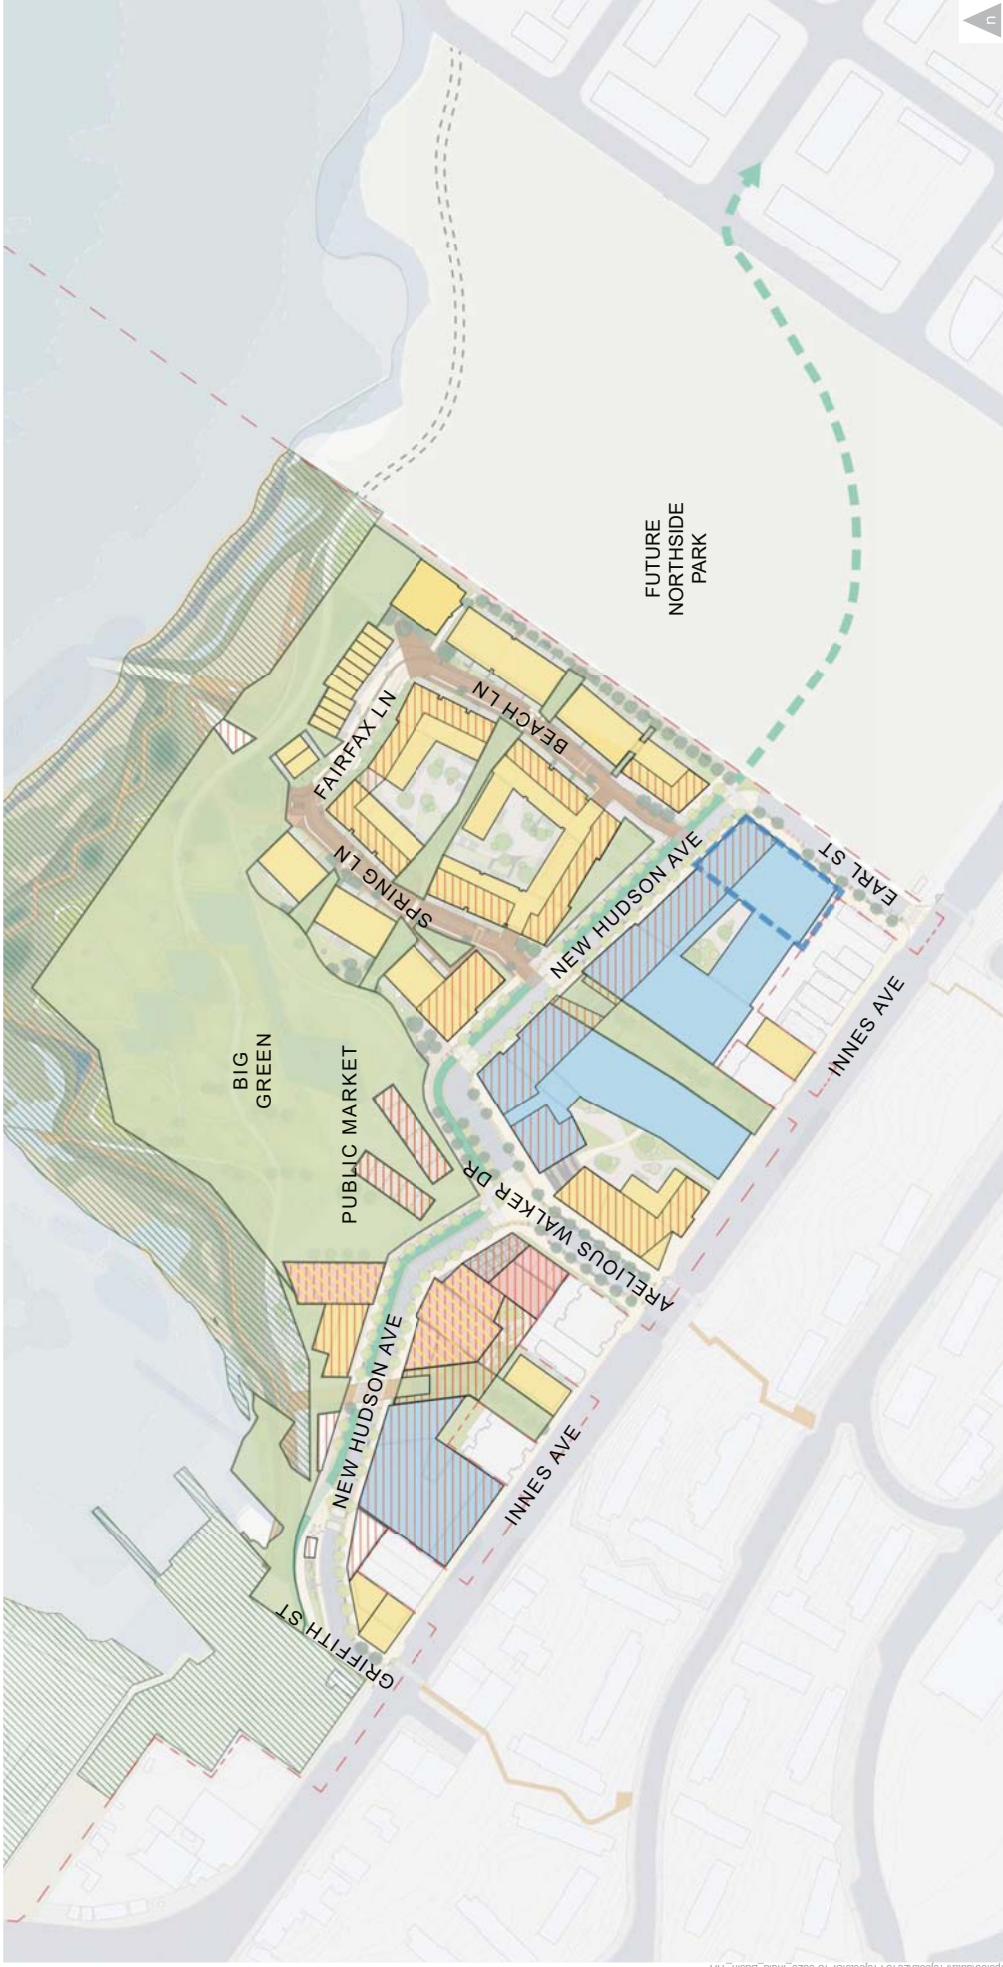 n
FUTURE
NORTHSIDE
PARK
BEACH LN
FAIRFAX LN
SPRING LN
NEW HUDSON AVE
EARL ST
INNES AVE
BIG
GREEN
PUBLIC MARKET
ARELIOUS WALKER DR
NEW HUDSON AVE
INNES AVE
GRIFFITH ST